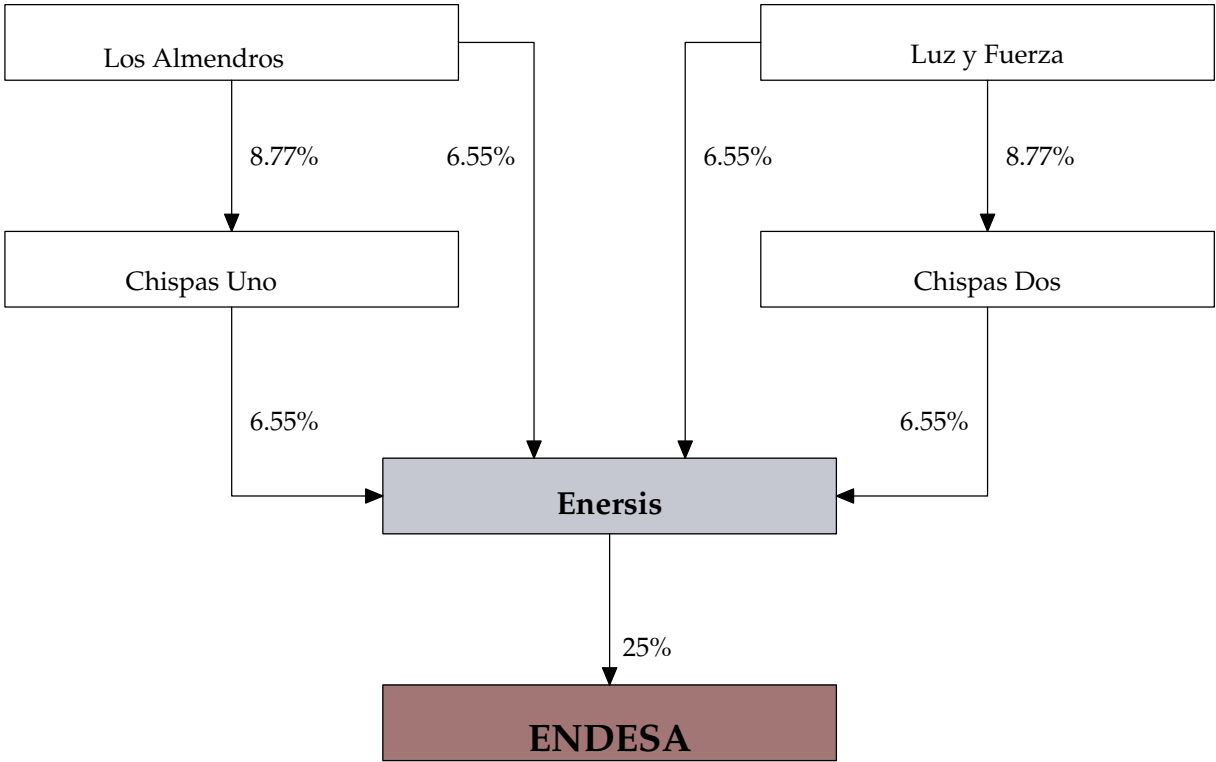 Los Almendros
Luz y Fuerza
8.77%
6.55%
6.55%
8.77%
Chispas Uno
Chispas Dos
6.55%
6.55%
Enersis
25%
ENDESA